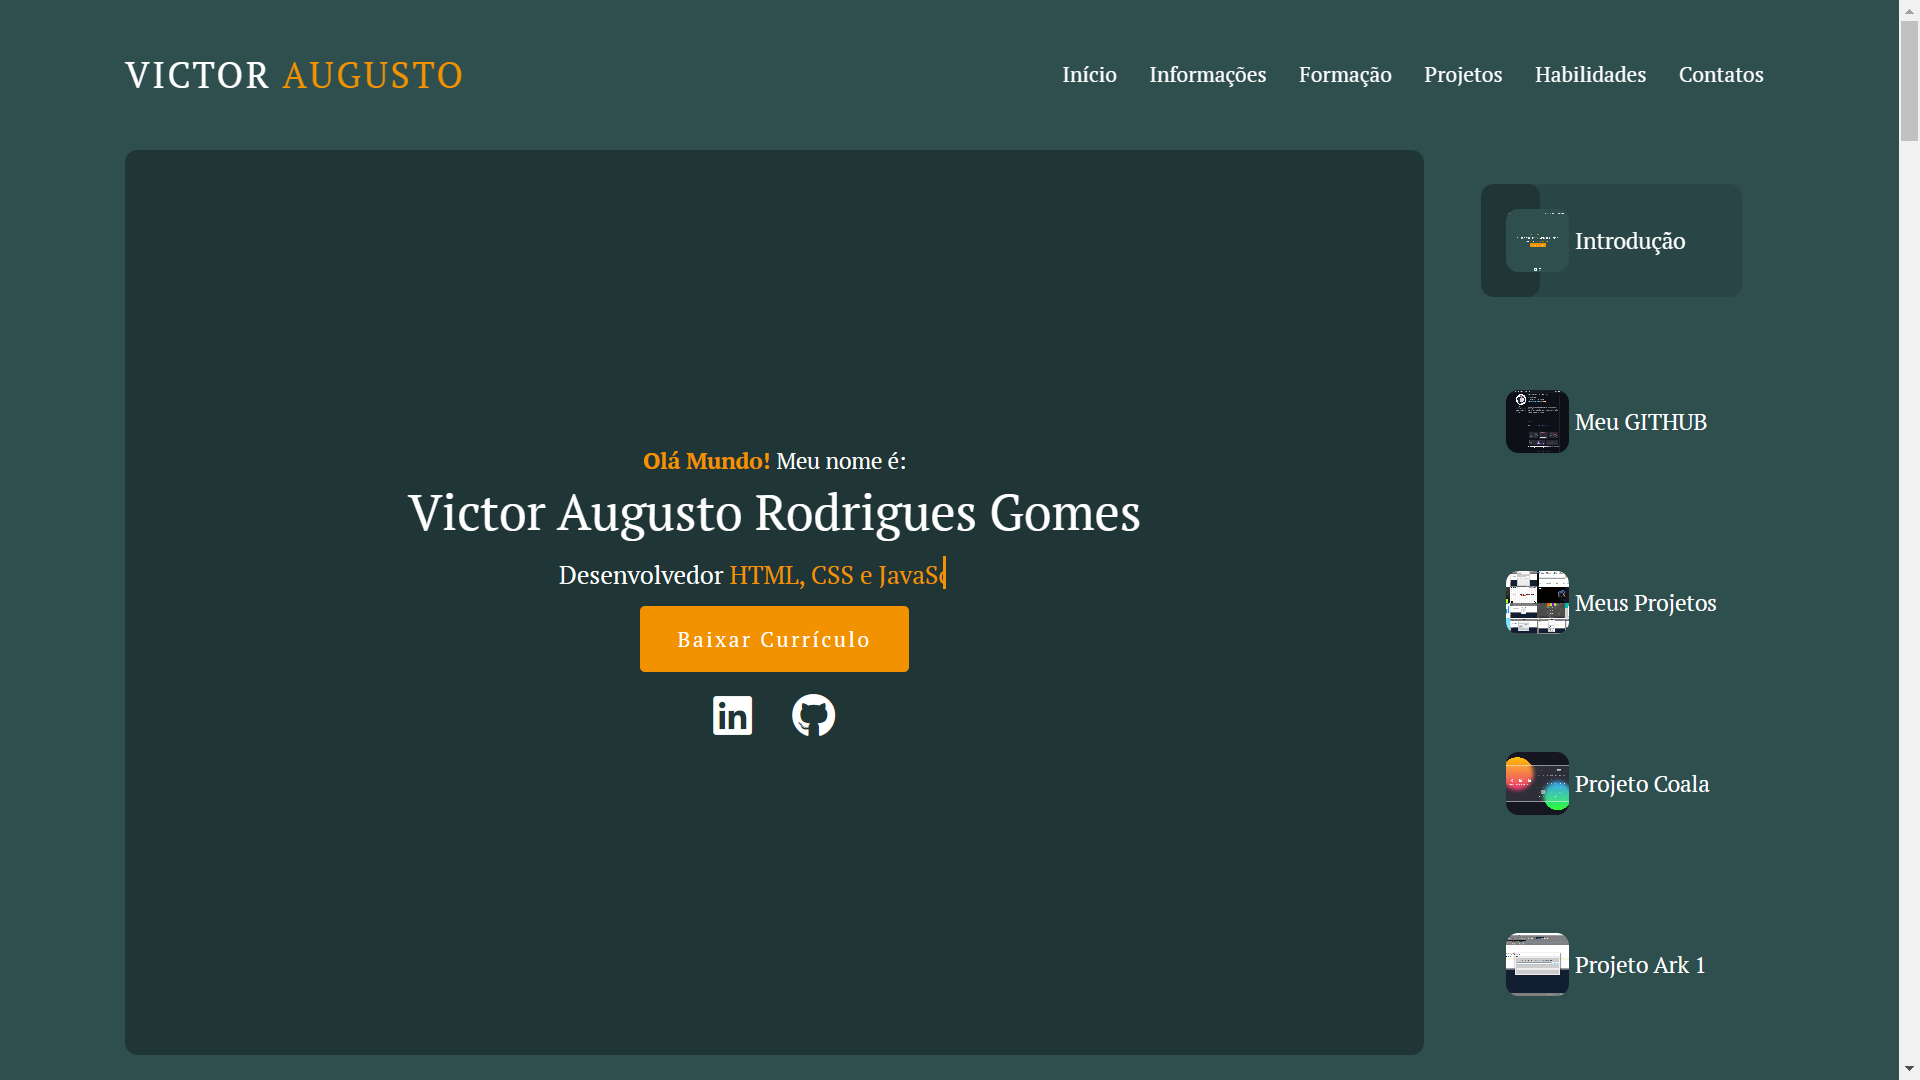 VICTOR AUGUSTO
Início Informações Formação Projetos Habilidades Contatos
Olá Mundo! Meu nome é:
Victor Augusto Rodrigues Gomes
Desenvolvedor HTML, CSS e JavaSc
Baixar Currículo
in
Introdução
Meu GITHUB
Meus Projetos
Projeto Coala
Projeto Ark 1